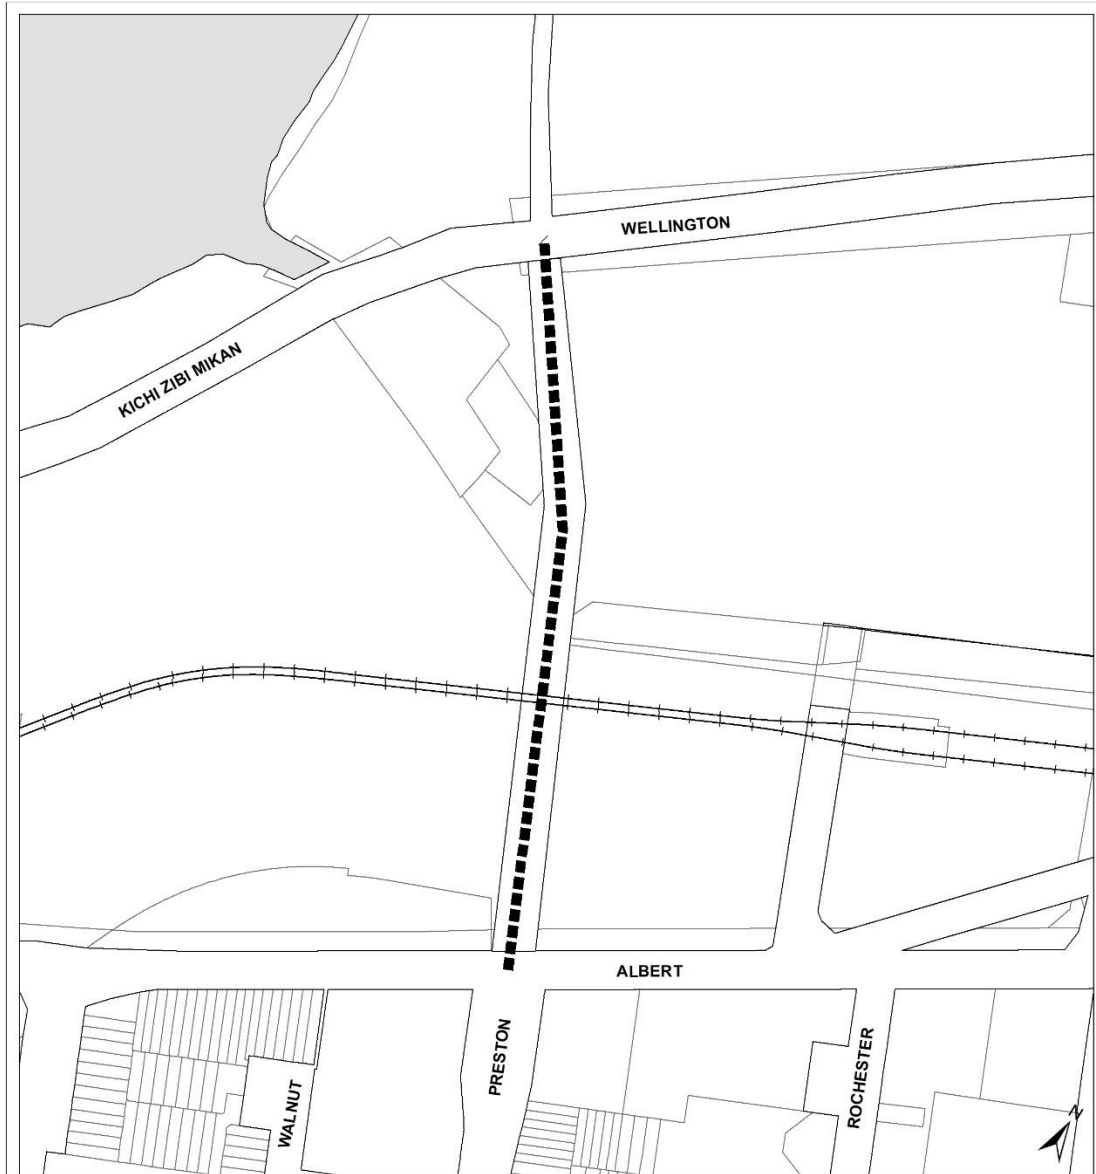 WELLINGTON
KICHI ZIBI MIKAN
ALBERT
PRESTON
ROCHESTER
WALNUT
N